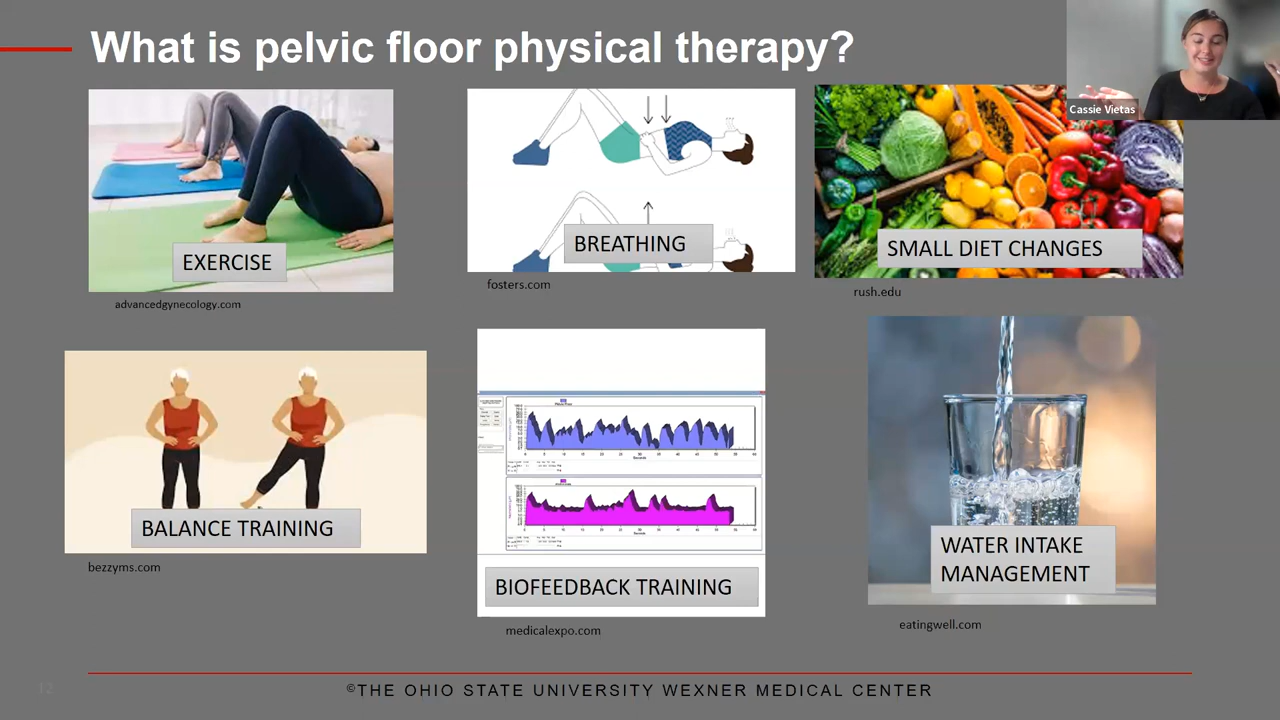 What is pelvic floor physical therapy?
Cassie Vietas
EXERCISE
advancedgynecology.com
BREATHING
fosters.com
SMALL DIET CHANGES
rush.edu
BALANCE TRAINING
bezzyms.com
BIOFEEDBACK TRAINING
medicalexpo.com
WATER INTAKE
MANAGEMENT
eatingwell.com
12
©THE OHIO STATE UNIVERSITY WEXNER MEDICAL CENTER